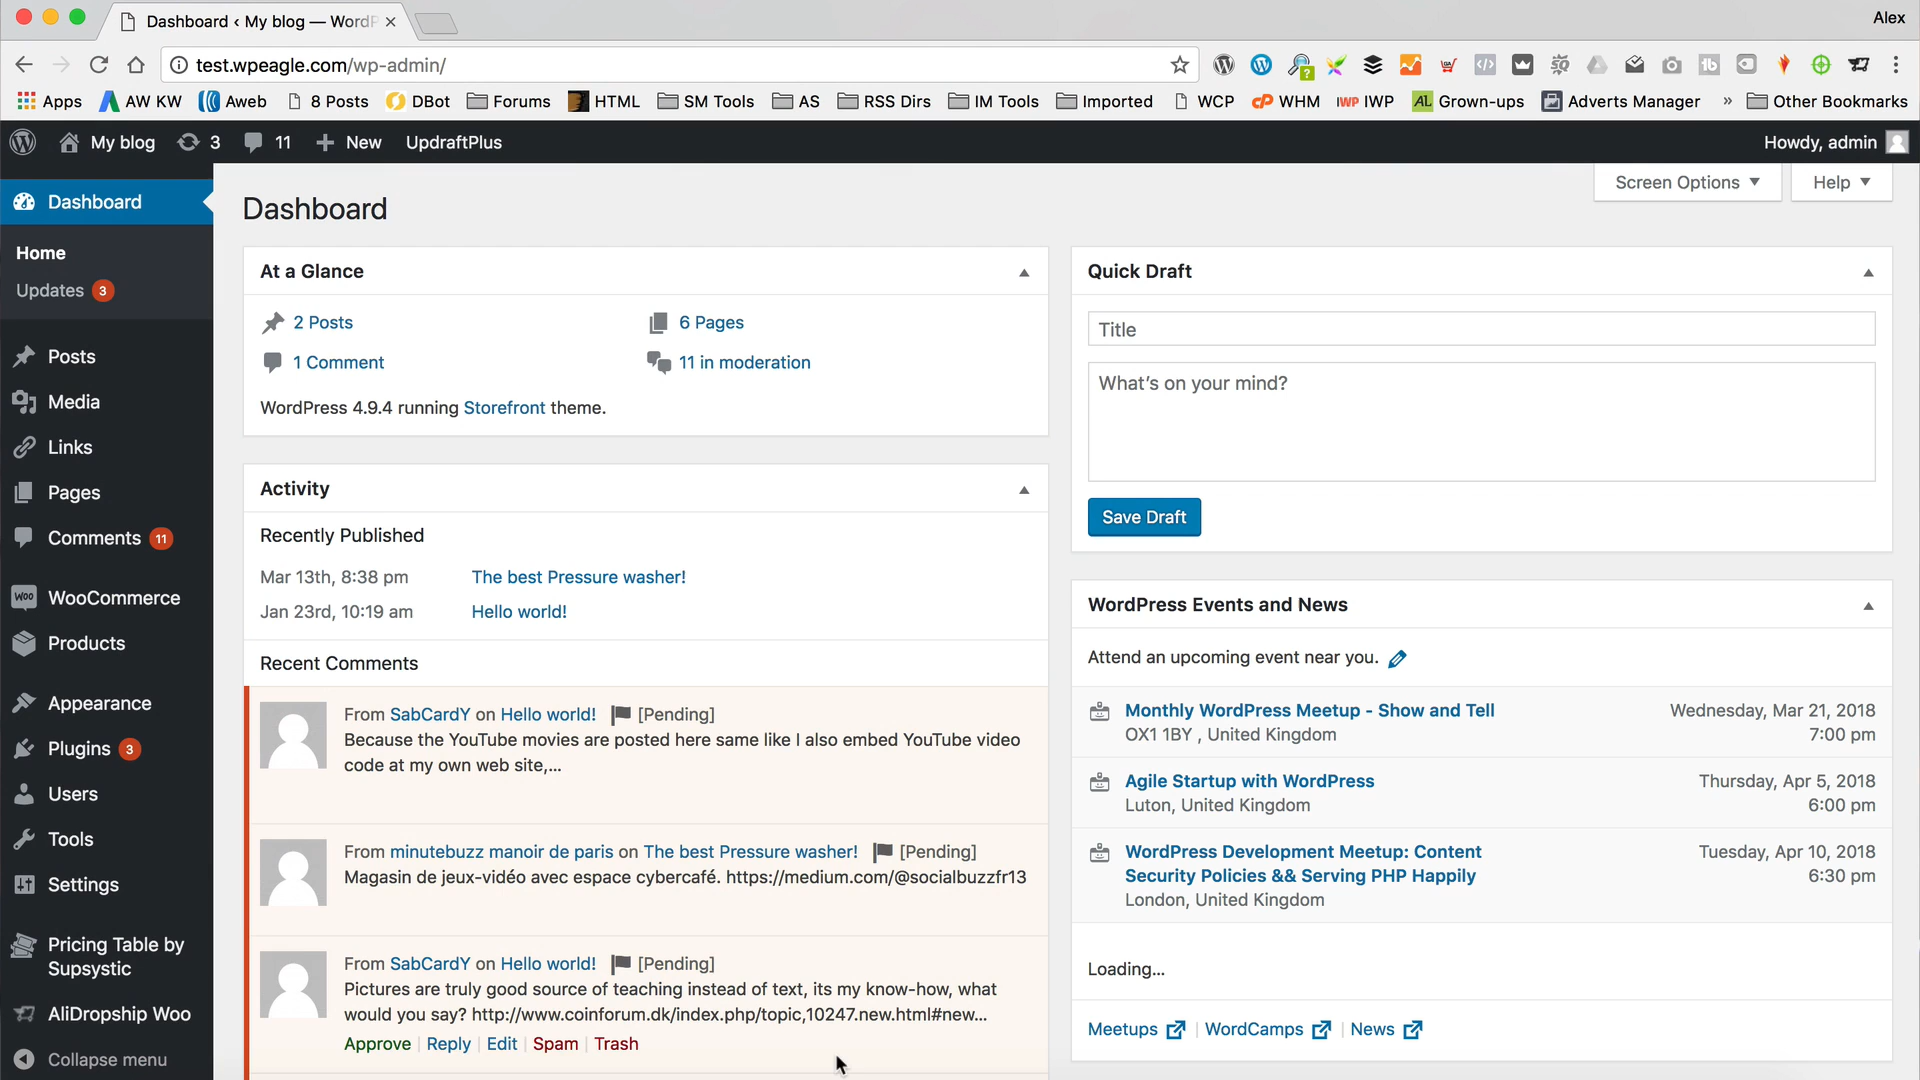 Dashboard ‹ My blog — WordP
Alex
test.wpeagle.com/wp-admin/
Apps AW KW Aweb 8 Posts DBot Forums HTML SM Tools AS RSS Dirs IM Tools Imported WCP WHM IWP IWP Grown-ups Adverts Manager » Other Bookmarks
My blog 3 11 New UpdraftPlus Howdy, admin
Screen Options Help
Dashboard
Home
Updates 3
Posts
Media
Links
Pages
Comments 11
WooCommerce
Products
Appearance
Plugins 3
Users
Tools
Settings
Pricing Table by
Supsystic
AliDropship Woo
Collapse menu
Dashboard
At a Glance
2 Posts 6 Pages
1 Comment 11 in moderation
WordPress 4.9.4 running Storefront theme.
Activity
Recently Published
Mar 13th, 8:38 pm The best Pressure washer!
Jan 23rd, 10:19 am Hello world!
Recent Comments
From SabCardY on Hello world! [Pending]
Because the YouTube movies are posted here same like I also embed YouTube video
code at my own web site,...
From minutebuzz manoir de paris on The best Pressure washer! [Pending]
Magasin de jeux-vidéo avec espace cybercafé. https://medium.com/@socialbuzzfr13
From SabCardY on Hello world! [Pending]
Pictures are truly good source of teaching instead of text, its my know-how, what
would you say? http://www.coinforum.dk/index.php/topic,10247.new.html#new...
Approve | Reply | Edit | Spam | Trash
Quick Draft
Title
What's on your mind?
Save Draft
WordPress Events and News
Attend an upcoming event near you.
Monthly WordPress Meetup - Show and Tell Wednesday, Mar 21, 2018
OX1 1BY , United Kingdom 7:00 pm
Agile Startup with WordPress Thursday, Apr 5, 2018
Luton, United Kingdom 6:00 pm
WordPress Development Meetup: Content Tuesday, Apr 10, 2018
Security Policies && Serving PHP Happily 6:30 pm
London, United Kingdom
Loading...
Meetups | WordCamps | News